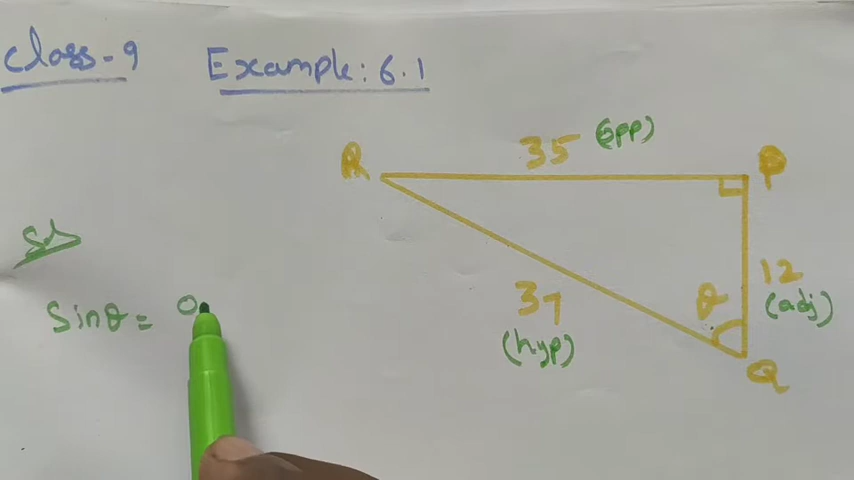 Class-9 Example: 6.1
35 (opp)
R P
Sol
12
(adj)
θ
37
(hyp)
Sinθ = o
Q